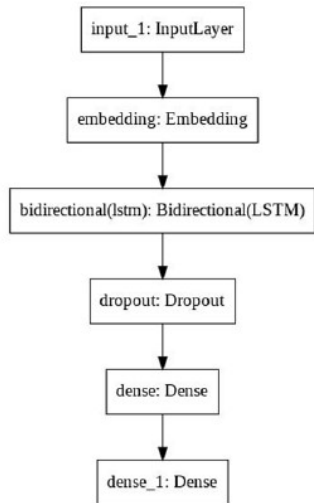 input_1: InputLayer
embedding: Embedding
bidirectional(lstm): Bidirectional(LSTM)
dropout: Dropout
dense: Dense
dense_1: Dense